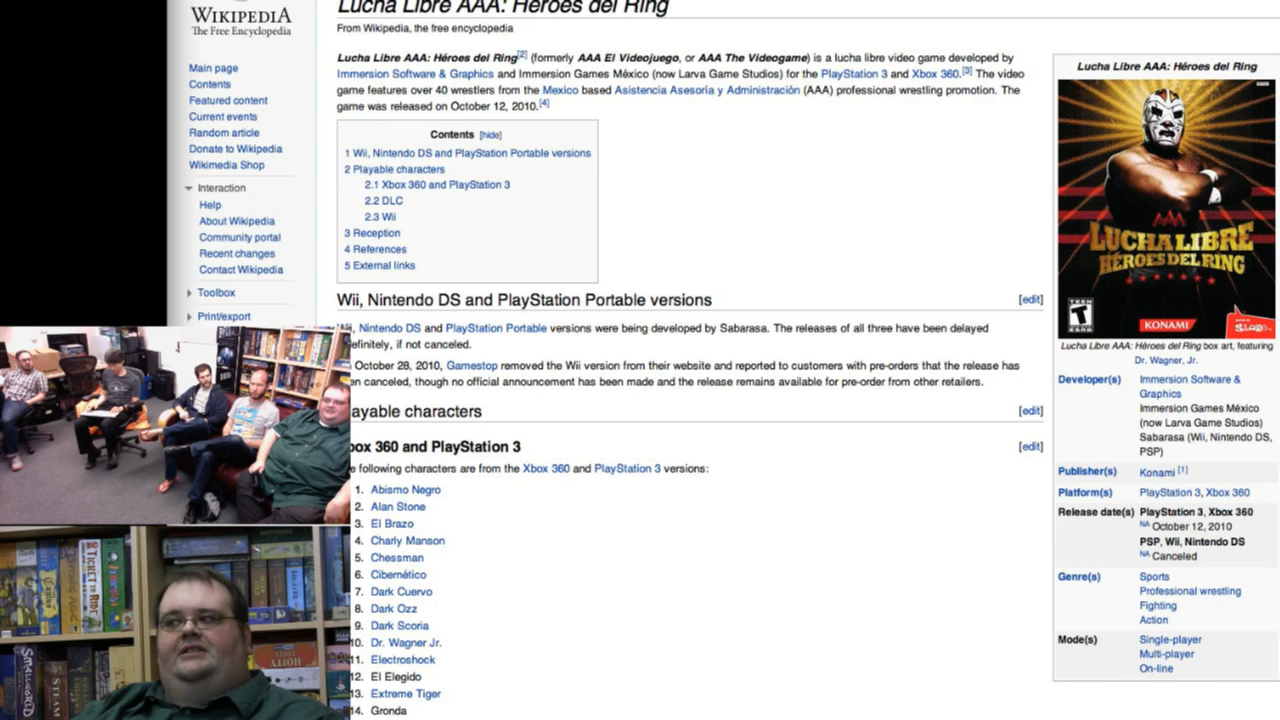 WIKIPEDIA
The Free Encyclopedia
Main page
Contents
Featured content
Current events
Random article
Donate to Wikipedia
Wikimedia Shop
Interaction
Help
About Wikipedia
Community portal
Recent changes
Contact Wikipedia
Toolbox
Print/export
Lucha Libre AAA: Héroes del Ring
From Wikipedia, the free encyclopedia
Lucha Libre AAA: Héroes del Ring[2] (formerly AAA El Videojuego, or AAA The Videogame) is a lucha libre video game developed by
Immersion Software & Graphics and Immersion Games México (now Larva Game Studios) for the PlayStation 3 and Xbox 360.[3] The video
game features over 40 wrestlers from the Mexico based Asistencia Asesoría y Administración (AAA) professional wrestling promotion. The
game was released on October 12, 2010.[4]
Contents [hide]
1 Wii, Nintendo DS and PlayStation Portable versions
2 Playable characters
2.1 Xbox 360 and PlayStation 3
2.2 DLC
2.3 Wii
3 Reception
4 References
5 External links
Wii, Nintendo DS and PlayStation Portable versions [edit]
Nintendo DS and PlayStation Portable versions were being developed by Sabarasa. The releases of all three have been delayed
efinitely, if not canceled.
October 28, 2010, Gamestop removed the Wii version from their website and reported to customers with pre-orders that the release has
en canceled, though no official announcement has been made and the release remains available for pre-order from other retailers.
ayable characters [edit]
box 360 and PlayStation 3 [edit]
e following characters are from the Xbox 360 and PlayStation 3 versions:
1. Abismo Negro
2. Alan Stone
3. El Brazo
4. Charly Manson
5. Chessman
6. Cibernético
7. Dark Cuervo
8. Dark Ozz
9. Dark Scoria
10. Dr. Wagner Jr.
11. Electroshock
12. El Elegido
13. Extreme Tiger
14. Gronda
Lucha Libre AAA: Héroes del Ring
AAA
LUCHA LIBRE
HÉROES DEL RING
TEEN
T
ESRB
KONAMI
Lucha Libre AAA: Héroes del Ring box art, featuring
Dr. Wagner, Jr.
Developer(s) Immersion Software &
Graphics
Immersion Games México
(now Larva Game Studios)
Sabarasa (Wii, Nintendo DS,
PSP)
Publisher(s) Konami [1]
Platform(s) PlayStation 3, Xbox 360
Release date(s) PlayStation 3, Xbox 360
NA October 12, 2010
PSP, Wii, Nintendo DS
NA Canceled
Genre(s) Sports
Professional wrestling
Fighting
Action
Mode(s) Single-player
Multi-player
On-line
TICKET TO RIDE
SMALLWORLD
STEAM